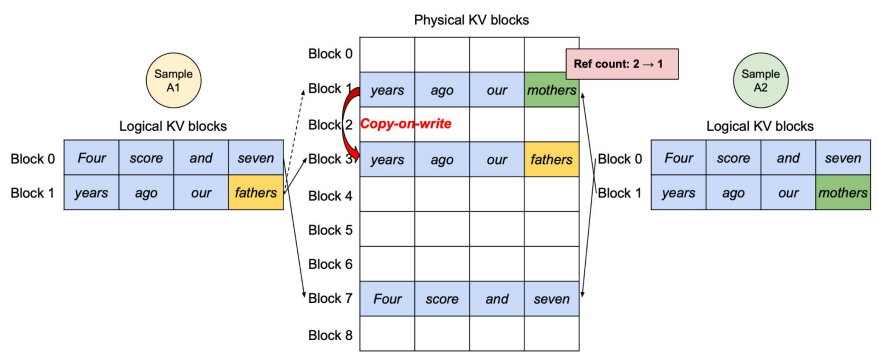 Physical KV blocks
Sample
A1
Logical KV blocks
Block 0 Four score and seven
Block 1 years ago our fathers
Block 0
Block 1 years ago our mothers
Ref count: 2 → 1
Block 2 Copy-on-write
Block 3 years ago our fathers
Block 4
Block 5
Block 6
Block 7 Four score and seven
Block 8
Sample
A2
Logical KV blocks
Block 0 Four score and seven
Block 1 years ago our mothers